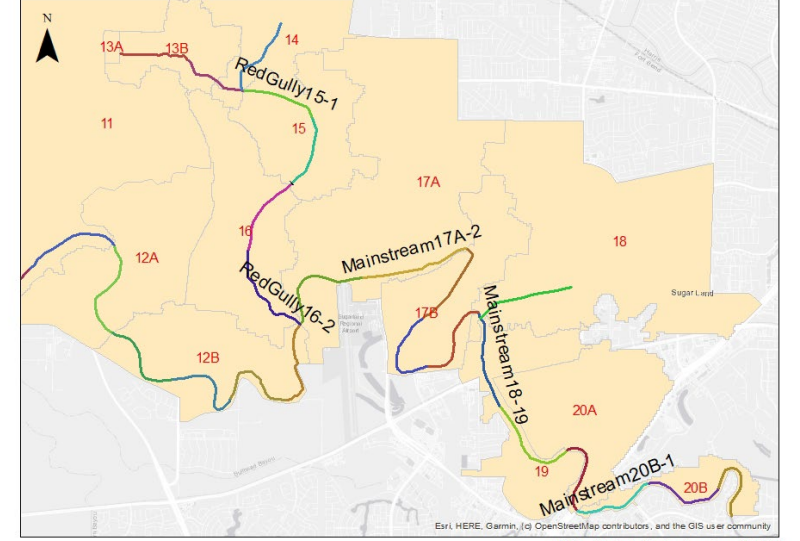 N
13A
13B
14
RedGully15-1
11
15
17A
16
12A
Mainstream17A-2
18
RedGully16-2
Sugar Land
17B
Mainstream18-19
12B
20A
19
Mainstream20B-1
20B
Esri, HERE, Garmin, (c) OpenStreetMap contributors, and the GIS user community